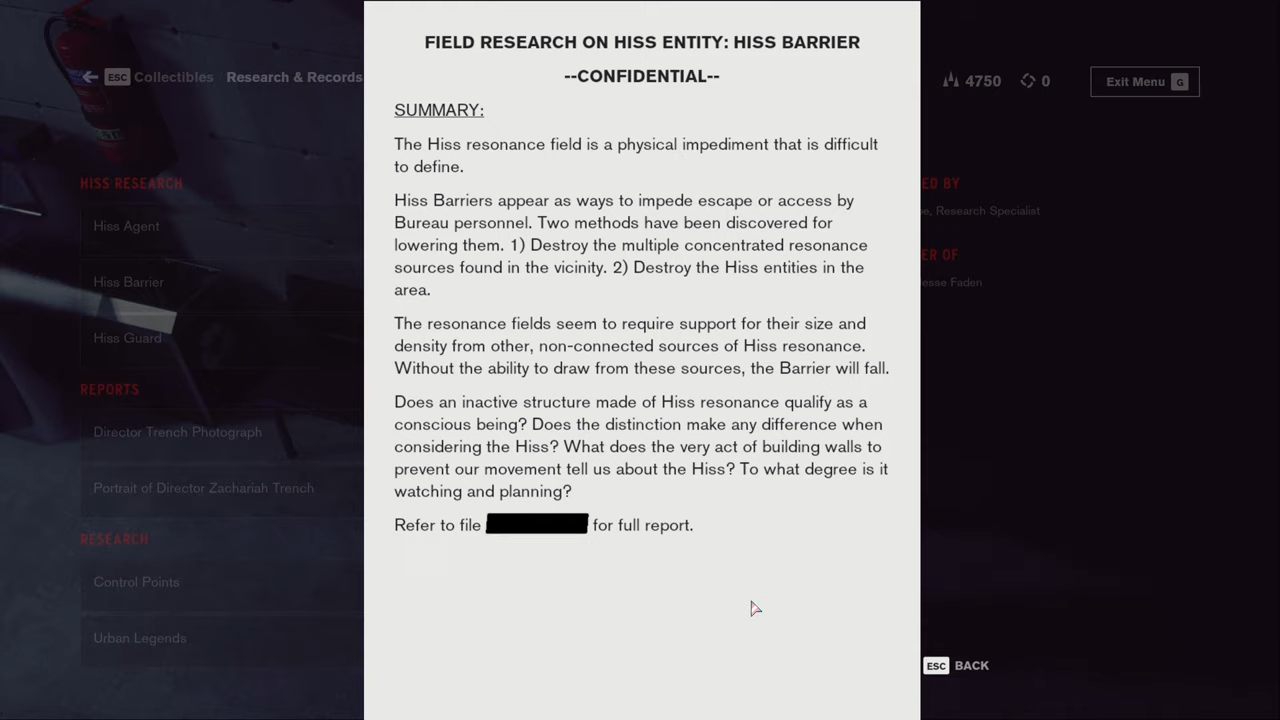 FIELD RESEARCH ON HISS ENTITY: HISS BARRIER
--CONFIDENTIAL--
SUMMARY:
The Hiss resonance field is a physical impediment that is difficult
to define.
Hiss Barriers appear as ways to impede escape or access by
Bureau personnel. Two methods have been discovered for
lowering them. 1) Destroy the multiple concentrated resonance
sources found in the vicinity. 2) Destroy the Hiss entities in the
area.
The resonance fields seem to require support for their size and
density from other, non-connected sources of Hiss resonance.
Without the ability to draw from these sources, the Barrier will fall.
Does an inactive structure made of Hiss resonance qualify as a
conscious being? Does the distinction make any difference when
considering the Hiss? What does the very act of building walls to
prevent our movement tell us about the Hiss? To what degree is it
watching and planning?
Refer to file for full report.
ESC Collectibles Research & Records
HISS RESEARCH
Hiss Agent
Hiss Barrier
Hiss Guard
REPORTS
Director Trench Photograph
Portrait of Director Zachariah Trench
RESEARCH
Control Points
Urban Legends
4750 0 Exit Menu G
ED BY
Research Specialist
ER OF
esse Faden
ESC BACK